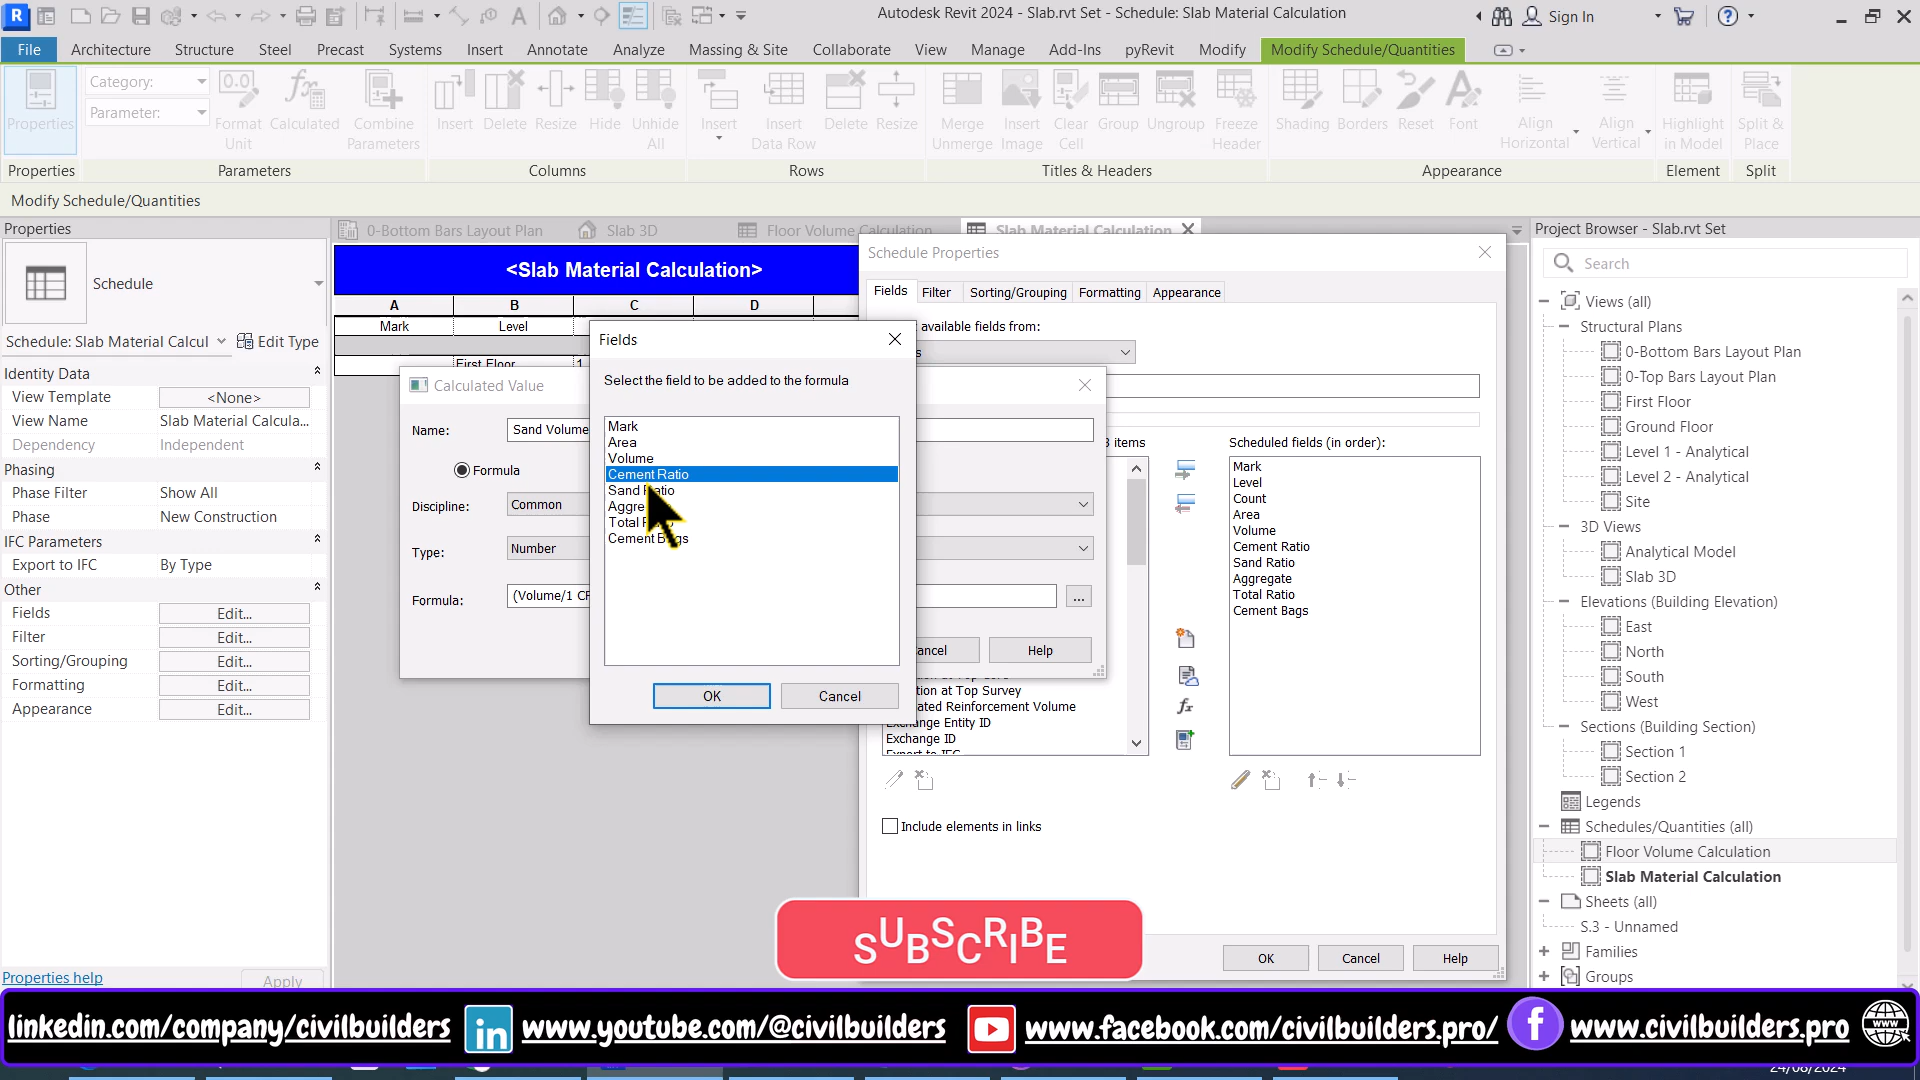 Autodesk Revit 2024 - Slab.rvt Set - Schedule: Slab Material Calculation
Sign In
File Architecture Structure Steel Precast Systems Insert Annotate Analyze Massing & Site Collaborate View Manage Add-Ins pyRevit Modify Modify Schedule/Quantities
Category:
Parameter:
Properties
Format Unit
Calculated
Combine Parameters
Insert
Delete
Resize
Hide
Unhide All
Insert
Insert Data Row
Delete
Resize
Merge Unmerge
Insert Image
Clear Cell
Group
Ungroup
Freeze Header
Shading
Borders
Reset
Font
Align Horizontal
Align Vertical
Highlight in Model
Split & Place
Properties Parameters Columns Rows Titles & Headers Appearance Element Split
Modify Schedule/Quantities
Properties
Schedule
Schedule: Slab Material Calcul
Edit Type
Identity Data
View Template <None>
View Name Slab Material Calcula...
Dependency Independent
Phasing
Phase Filter Show All
Phase New Construction
IFC Parameters
Export to IFC By Type
Other
Fields Edit...
Filter Edit...
Sorting/Grouping Edit...
Formatting Edit...
Appearance Edit...
Properties help
Apply
0-Bottom Bars Layout Plan
Slab 3D
Floor Volume Calculation
Slab Material Calculation
<Slab Material Calculation>
A B C D
Mark Level
First Floor 1
Calculated Value
Name: Sand Volume
Formula
Discipline: Common
Type: Number
Formula: (Volume/1 CF
...
Help
Fields
Select the field to be added to the formula
Mark
Area
Volume
Cement Ratio
Sand Ratio
Total
Cement Bags
OK
Cancel
Schedule Properties
Fields Filter Sorting/Grouping Formatting Appearance
available fields from:
items
Scheduled fields (in order):
Mark
Level
Count
Area
Volume
Cement Ratio
Sand Ratio
Aggregate
Total Ratio
Cement Bags
at Top Survey
Reinforcement Volume
Exchange Entity ID
Exchange ID
Export to IFC
Include elements in links
OK Cancel Help
Project Browser - Slab.rvt Set
Search
Views (all)
Structural Plans
0-Bottom Bars Layout Plan
0-Top Bars Layout Plan
First Floor
Ground Floor
Level 1 - Analytical
Level 2 - Analytical
Site
3D Views
Analytical Model
Slab 3D
Elevations (Building Elevation)
East
North
South
West
Sections (Building Section)
Section 1
Section 2
Legends
Schedules/Quantities (all)
Floor Volume Calculation
Slab Material Calculation
Sheets (all)
S.3 - Unnamed
Families
Groups
SUBSCRIBE
linkedin.com/company/civilbuilders
www.youtube.com/@civilbuilders
www.facebook.com/civilbuilders.pro/
www.civilbuilders.pro
24/08/2024